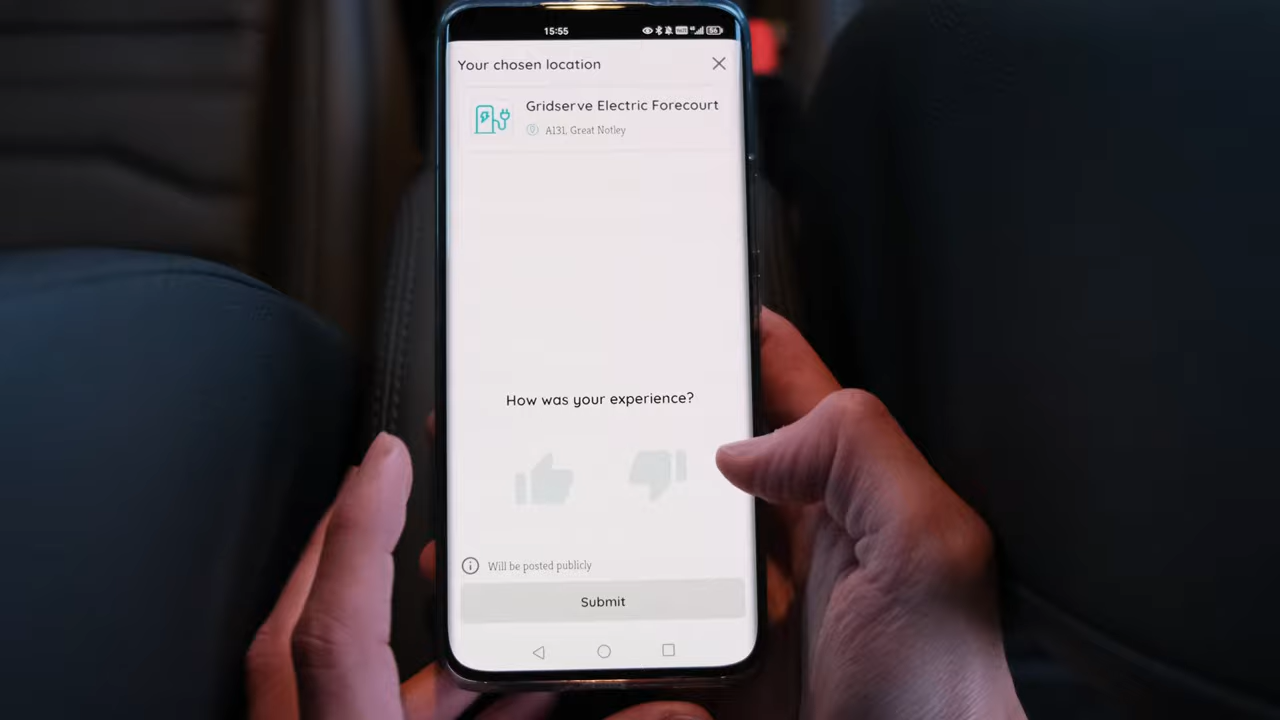 15:55
56
Your chosen location
Gridserve Electric Forecourt
A131, Great Notley
How was your experience?
Will be posted publicly
Submit